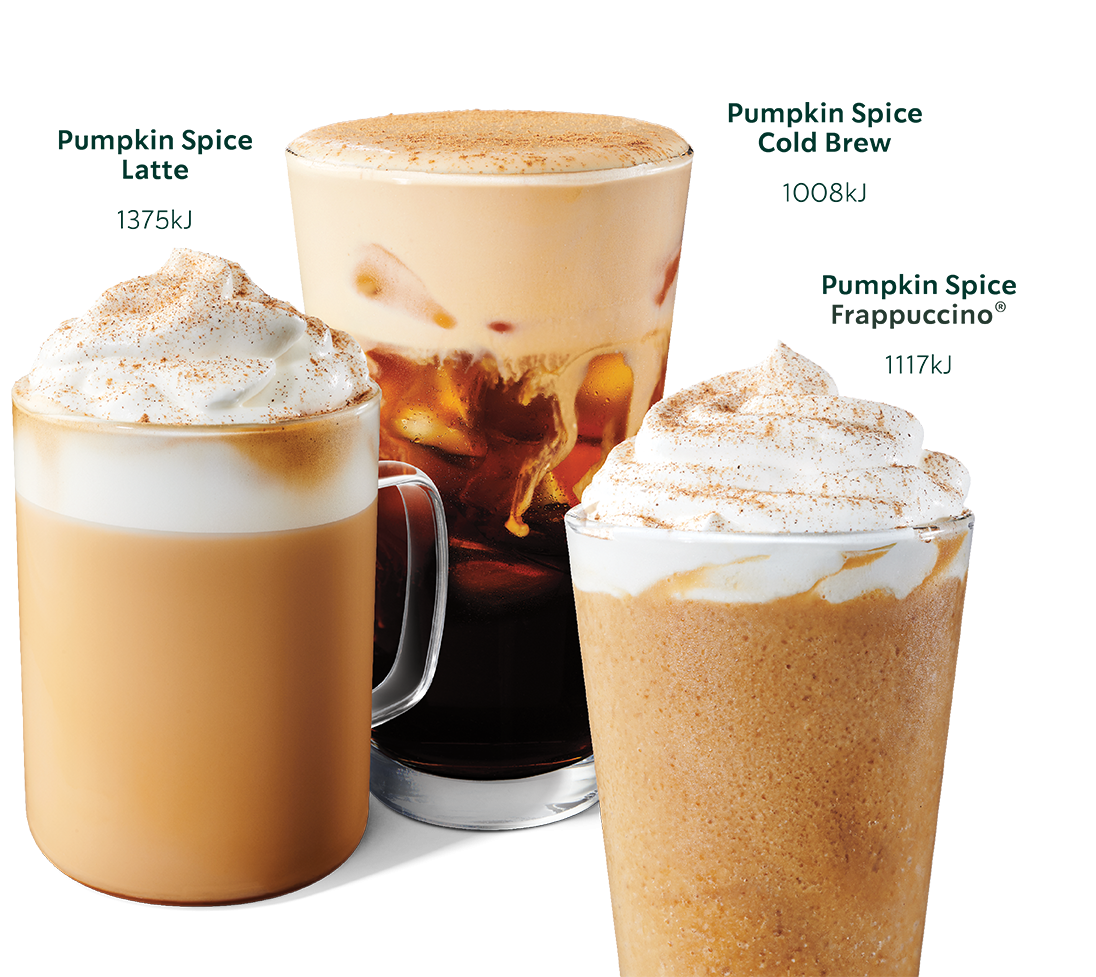 Pumpkin Spice
Latte
1375kJ
Pumpkin Spice
Cold Brew
1008kJ
Pumpkin Spice
Frappuccino®
1117kJ